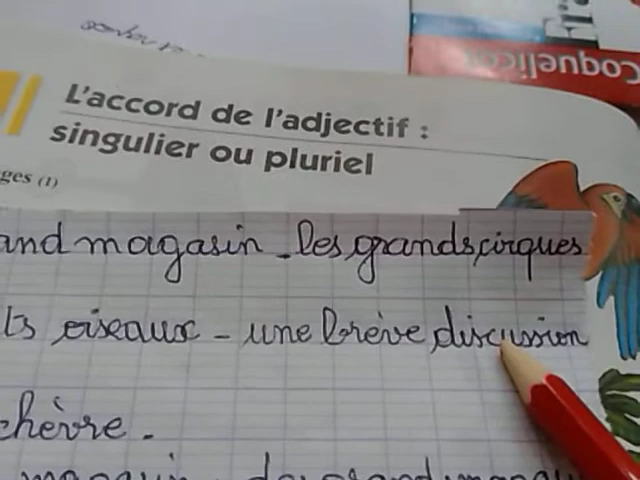 Coquelicot
L'accord de l'adjectif :
singulier ou pluriel
ges (1)
and magasin - les grands cirques
ts oiseaux - une brève discussion
chèvre -